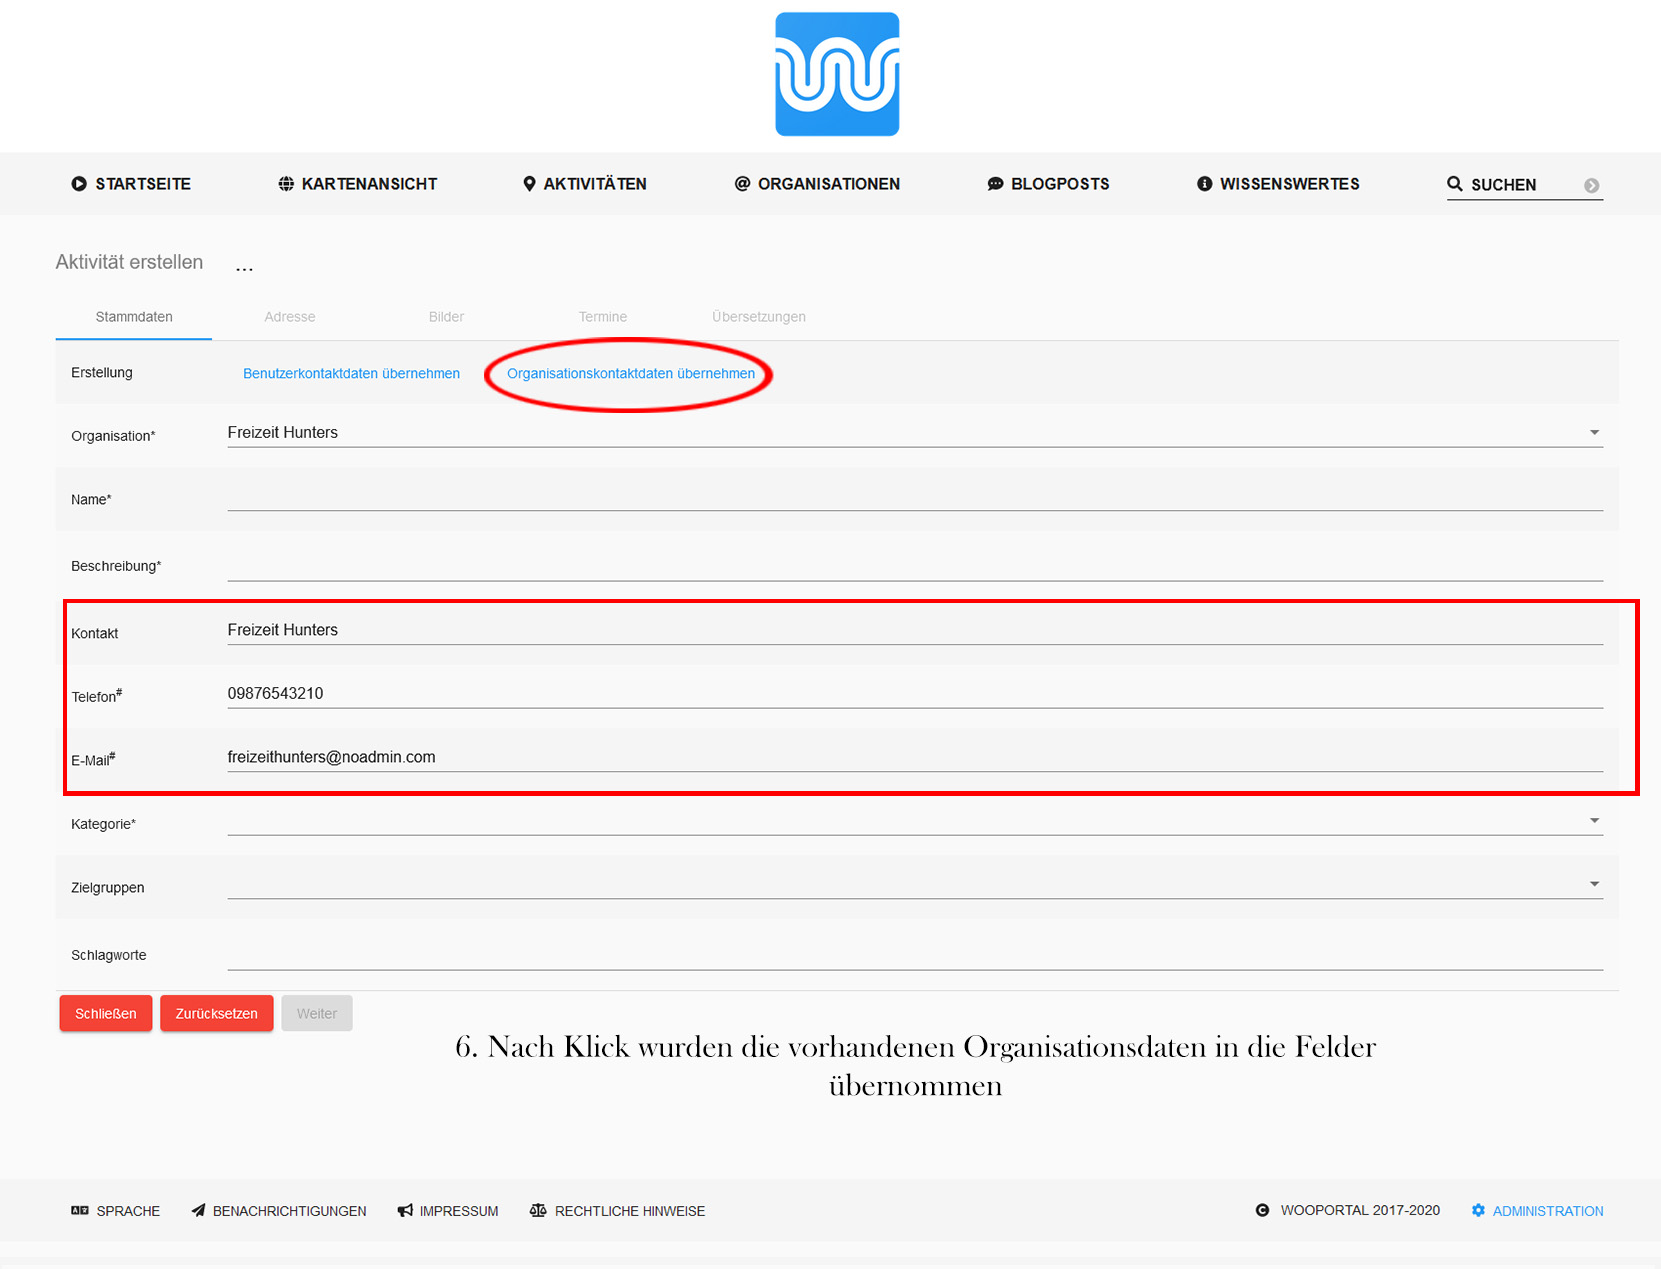 STARTSEITE KARTENANSICHT AKTIVITÄTEN ORGANISATIONEN BLOGPOSTS WISSENSWERTES SUCHEN
Aktivität erstellen ...
Stammdaten Adresse Bilder Termine Übersetzungen
Erstellung Benutzerkontaktdaten übernehmen Organisationskontaktdaten übernehmen
Organisation* Freizeit Hunters
Name*
Beschreibung*
Kontakt Freizeit Hunters
Telefon# 09876543210
E-Mail# freizeithunters@noadmin.com
Kategorie*
Zielgruppen
Schlagworte
Schließen Zurücksetzen Weiter
6. Nach Klick wurden die vorhandenen Organisationsdaten in die Felder
übernommen
SPRACHE BENACHRICHTIGUNGEN IMPRESSUM RECHTLICHE HINWEISE WOOPORTAL 2017-2020 ADMINISTRATION